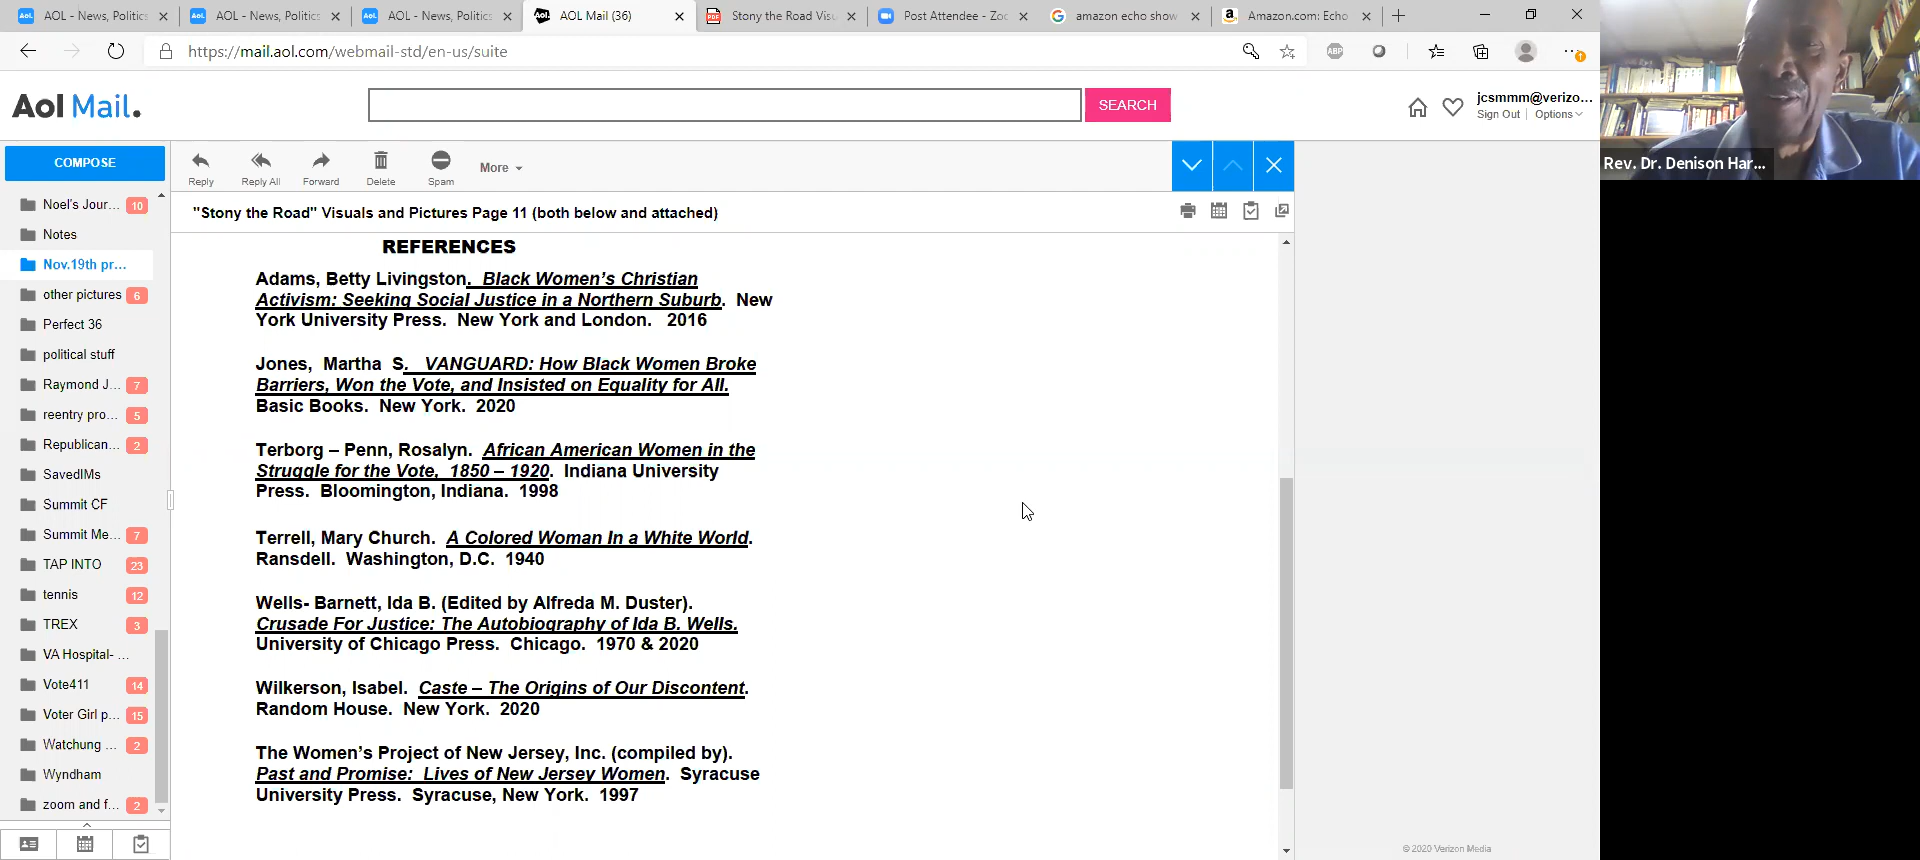 AOL - News, Politics
AOL - News, Politics
AOL - News, Politics
AOL Mail (36)
Stony the Road Visu
Post Attendee - Zoo
amazon echo show
Amazon.com: Echo
https://mail.aol.com/webmail-std/en-us/suite
ABP
Rev. Dr. Denison Har...
Aol Mail.
SEARCH
jcsmmm@verizo...
Sign Out | Options
COMPOSE
Reply
Reply All
Forward
Delete
Spam
More
Noel's Jour... 10
Notes
Nov.19th pr...
other pictures 6
Perfect 36
political stuff
Raymond J... 7
reentry pro... 5
Republican... 2
SavedIMs
Summit CF
Summit Me... 7
TAP INTO 23
tennis 12
TREX 3
VA Hospital- ...
Vote411 14
Voter Girl p... 15
Watchung ... 2
Wyndham
zoom and f... 2
"Stony the Road" Visuals and Pictures Page 11 (both below and attached)
REFERENCES
Adams, Betty Livingston. Black Women's Christian
Activism: Seeking Social Justice in a Northern Suburb. New
York University Press. New York and London. 2016
Jones, Martha S. VANGUARD: How Black Women Broke
Barriers, Won the Vote, and Insisted on Equality for All.
Basic Books. New York. 2020
Terborg – Penn, Rosalyn. African American Women in the
Struggle for the Vote, 1850 – 1920. Indiana University
Press. Bloomington, Indiana. 1998
Terrell, Mary Church. A Colored Woman In a White World.
Ransdell. Washington, D.C. 1940
Wells- Barnett, Ida B. (Edited by Alfreda M. Duster).
Crusade For Justice: The Autobiography of Ida B. Wells.
University of Chicago Press. Chicago. 1970 & 2020
Wilkerson, Isabel. Caste – The Origins of Our Discontent.
Random House. New York. 2020
The Women's Project of New Jersey, Inc. (compiled by).
Past and Promise: Lives of New Jersey Women. Syracuse
University Press. Syracuse, New York. 1997
© 2020 Verizon Media